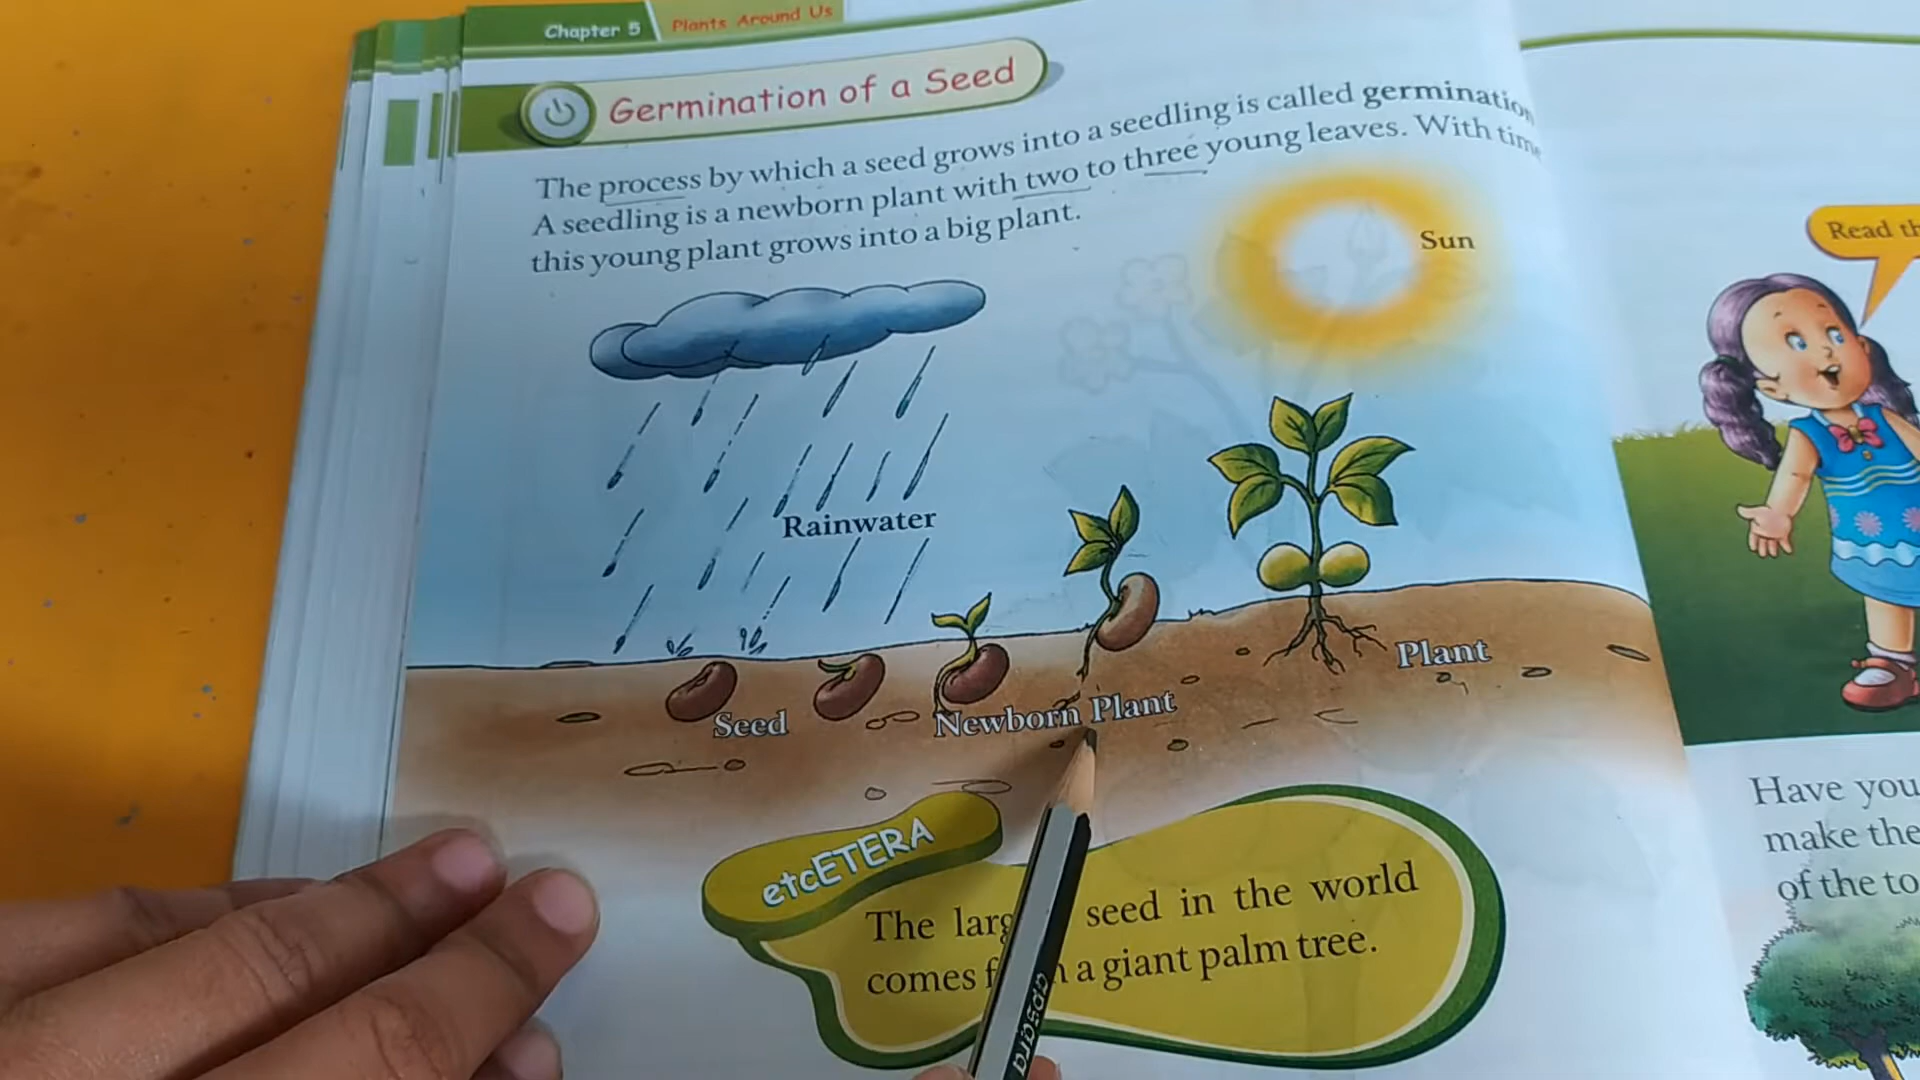 Chapter 5 Plants Around Us
Germination of a Seed
The process by which a seed grows into a seedling is called germination
A seedling is a newborn plant with two to three young leaves. With time
this young plant grows into a big plant.
Sun
Rainwater
Seed
Newborn Plant
Plant
etcETERA
The seed in the world
comes a giant palm tree.
apsara
Read
Have you
make the
of the